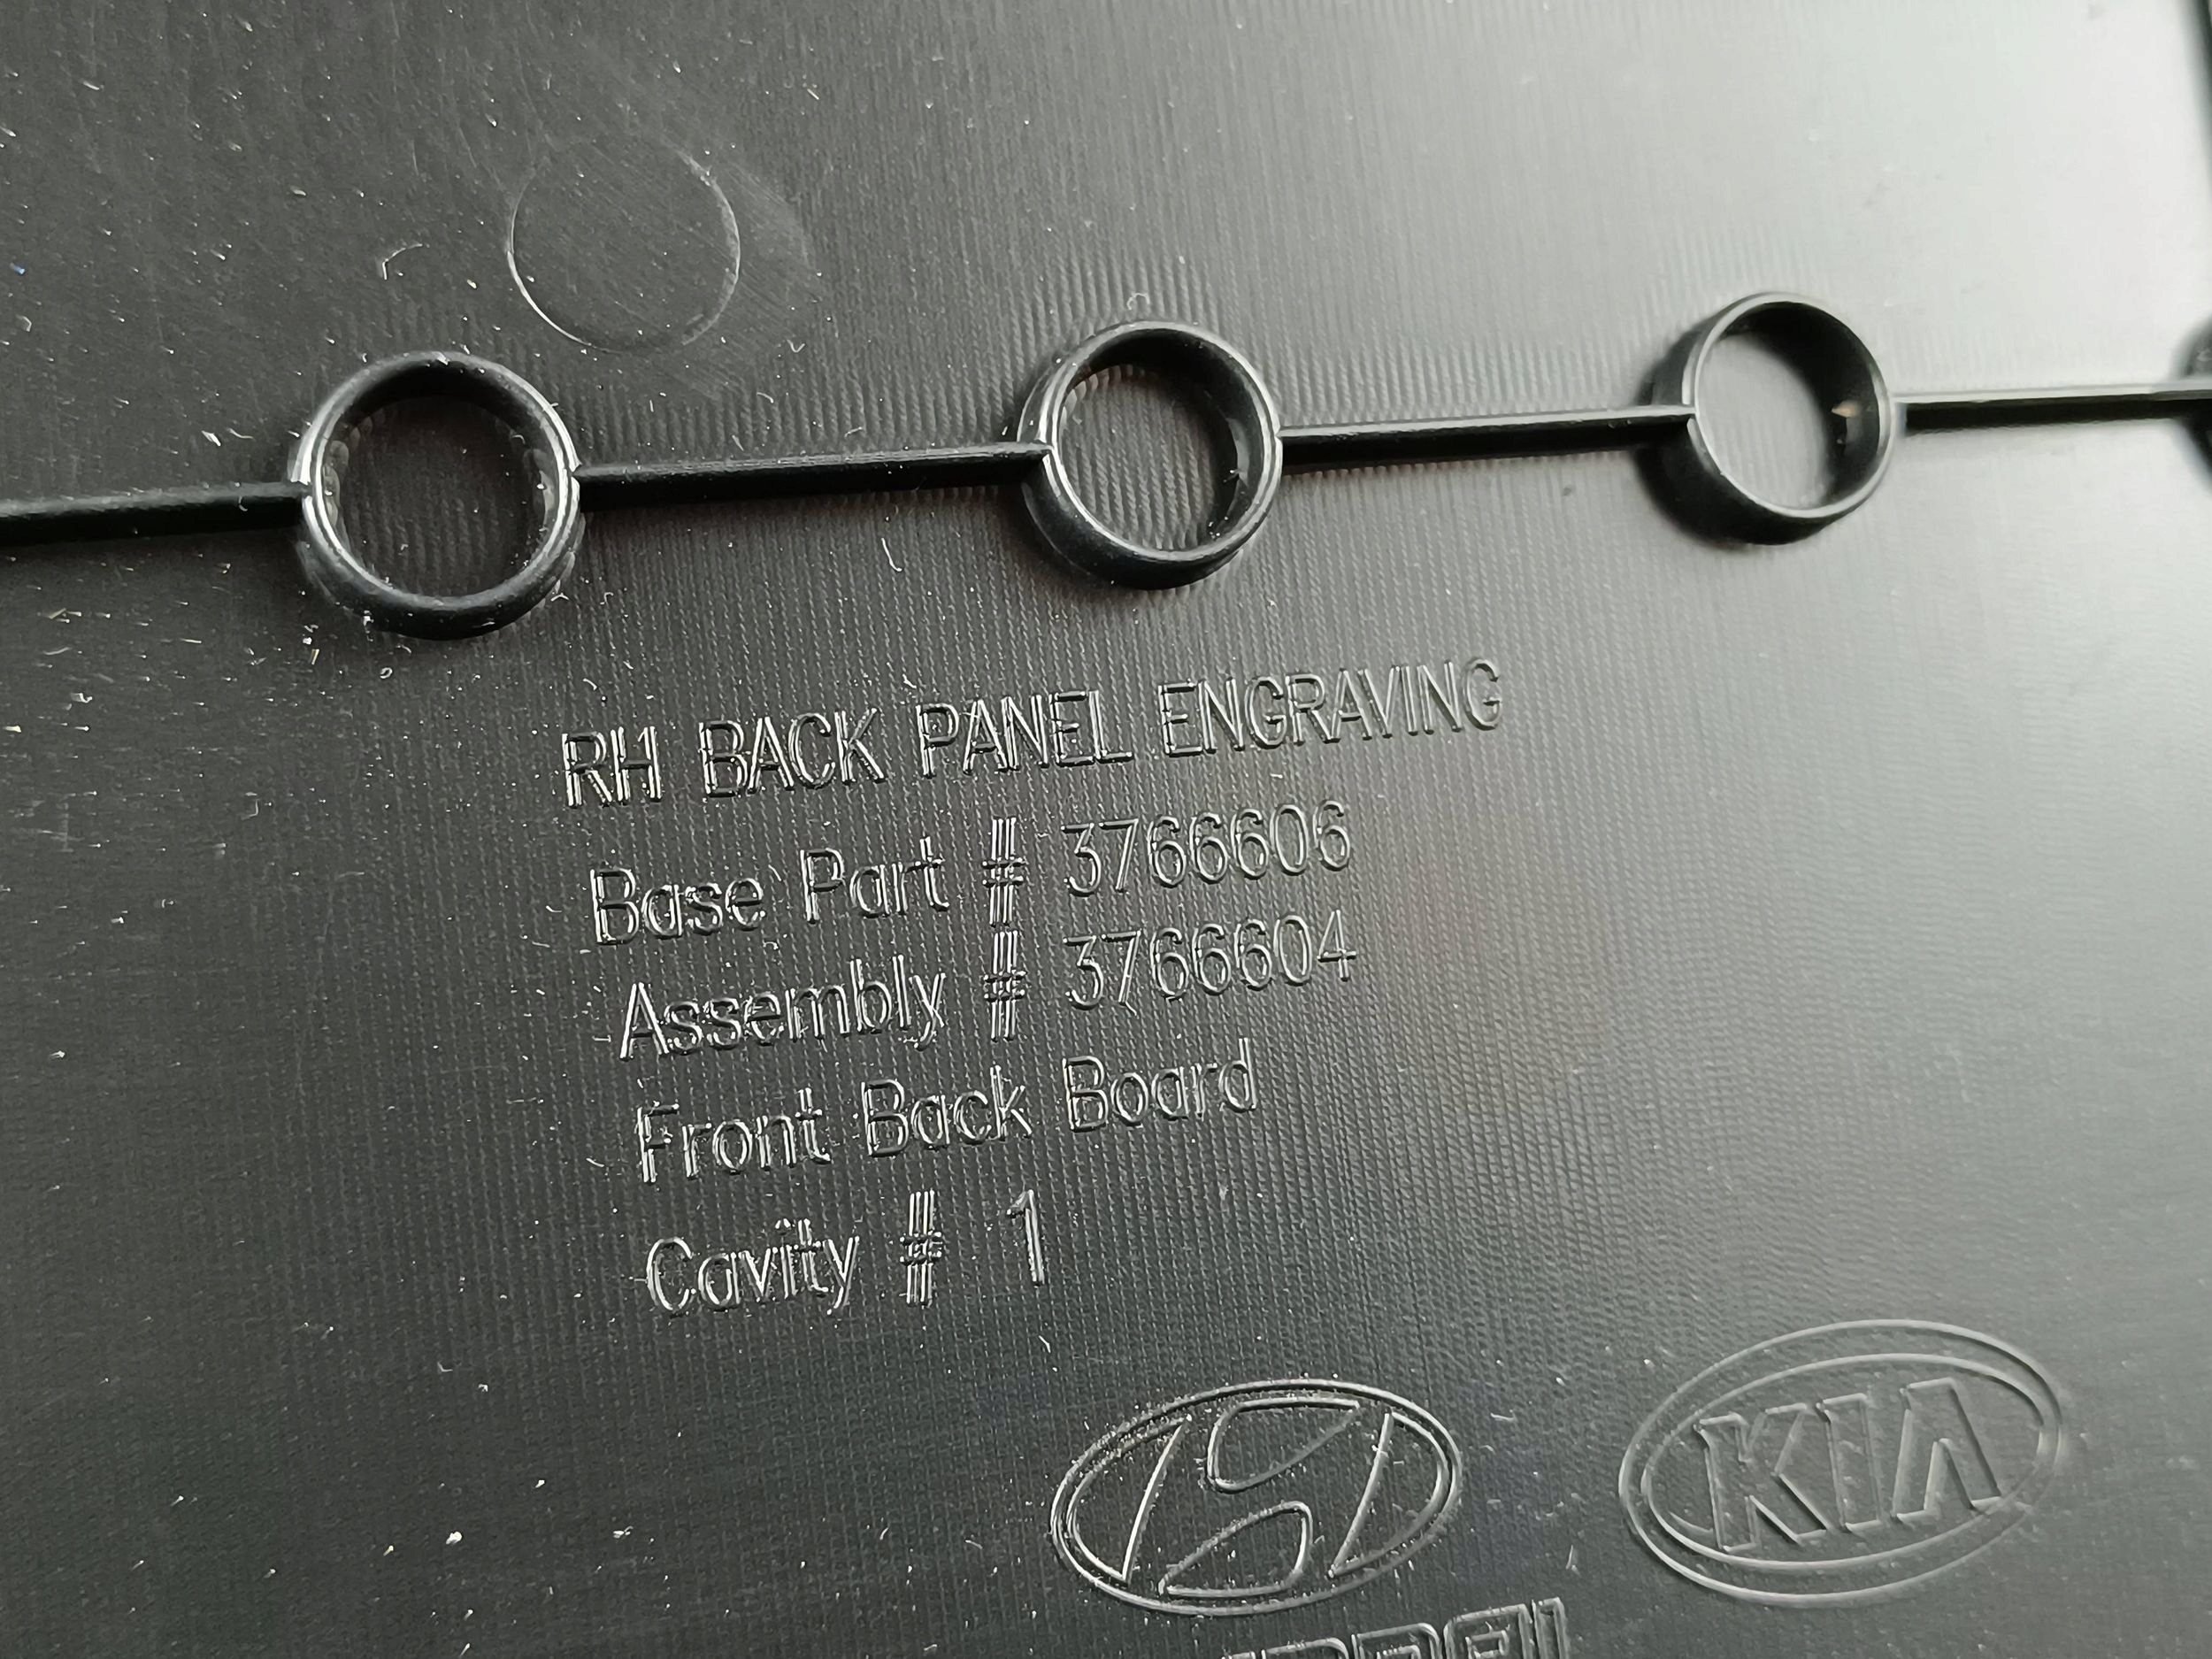 RH BACK PANEL ENGRAVING
Base Part # 3766606
Assembly # 3766604
Front Back Board
Cavity # 1
KIA